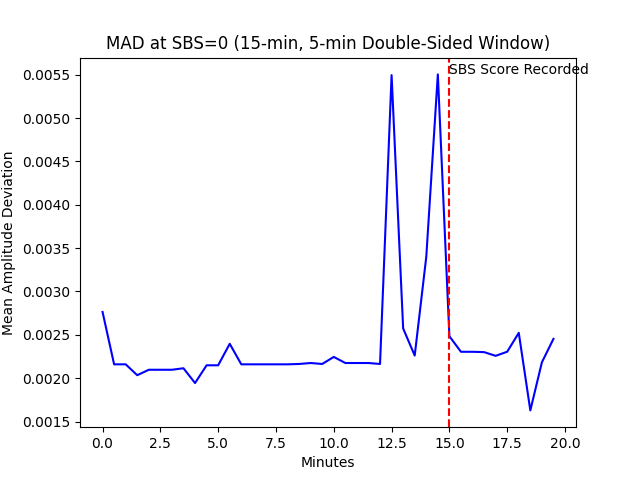 MAD at SBS=0 (15-min, 5-min Double-Sided Window)
SBS Score Recorded
Mean Amplitude Deviation
0.0055
0.0050
0.0045
0.0040
0.0035
0.0030
0.0025
0.0020
0.0015
0.0 2.5 5.0 7.5 10.0 12.5 15.0 17.5 20.0
Minutes